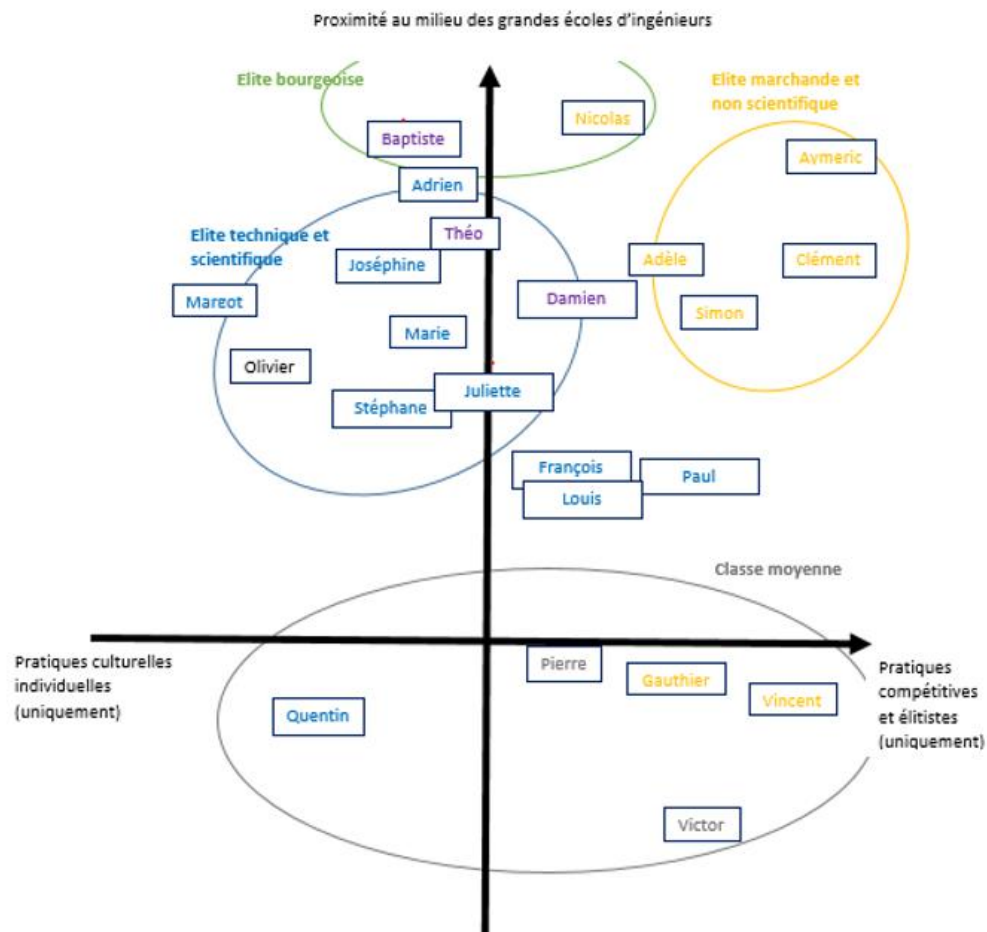 Proximité au milieu des grandes écoles d'ingénieurs
Elite bourgeoise
Elite marchande et
non scientifique
Nicolas
Baptiste
Aymeric
Adrien
Elite technique et
scientifique
Théo
Joséphine
Adèle
Clément
Margot
Damien
Simon
Marie
Olivier
Juliette
Stéphane
François
Paul
Louis
Classe moyenne
Pratiques culturelles
individuelles
(uniquement)
Pierre
Gauthier
Vincent
Pratiques
compétitives
et élitistes
(uniquement)
Quentin
Victor